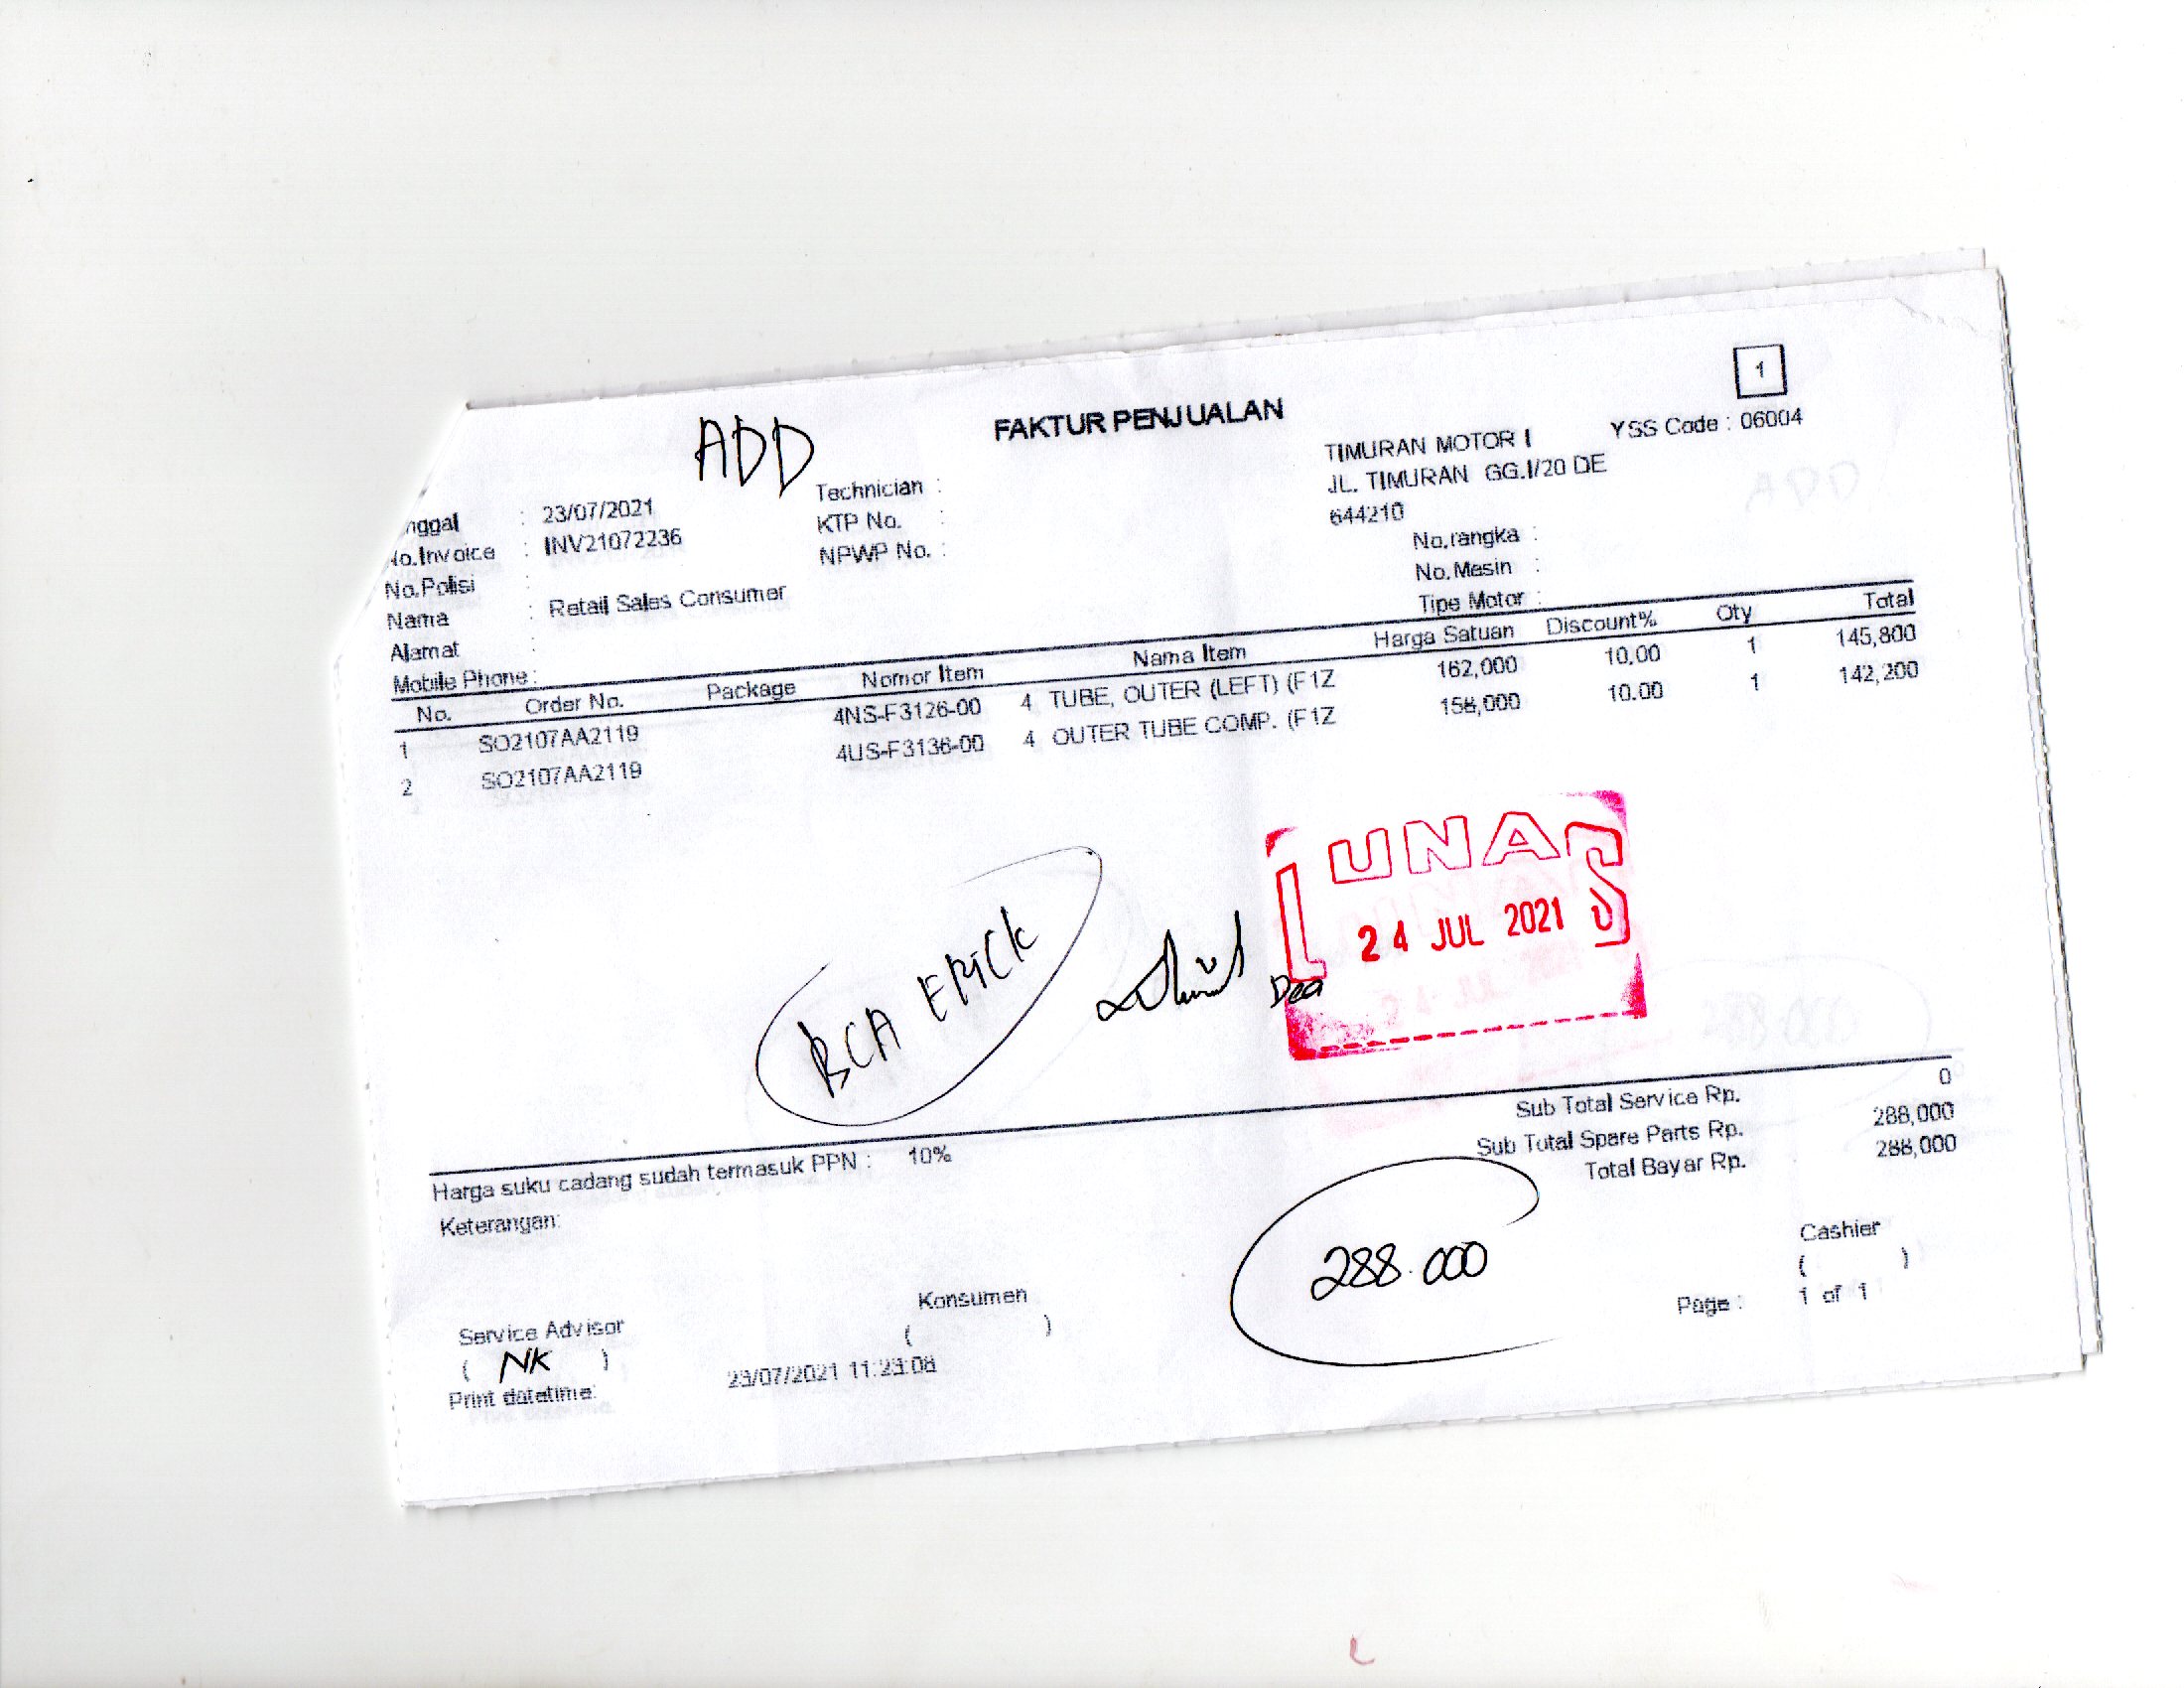 1
ADD
FAKTUR PENJUALAN
TIMURAN MOTOR I YSS Code : 06004
JL. TIMURAN GG.I/20 DE
644210
nggal : 23/07/2021 Technician :
No.Invoice : INV21072236 KTP No. : No.rangka :
No.Polisi : NPWP No. : No.Mesin :
Nama : Retail Sales Consumer Tipe Motor :
Alamat :
Mobile Phone :
No. Order No. Package Nomor Item Nama Item Harga Satuan Discount% Qty Total
1 SO2107AA2119 4NS-F3126-00 4 TUBE, OUTER (LEFT) (F1Z 162,000 10.00 1 145,800
2 SO2107AA2119 4US-F3136-00 4 OUTER TUBE COMP. (F1Z 158,000 10.00 1 142,200
LUNAS
24 JUL 2021
BCA ERICK
Dea
Sub Total Service Rp. 0
Harga suku cadang sudah termasuk PPN : 10% Sub Total Spare Parts Rp. 288,000
Keterangan: Total Bayar Rp. 288,000
288.000
Service Advisor Konsumen Cashier
( NK ) ( ) ( )
Print datetime: 23/07/2021 11:23:08 Page : 1 of 1